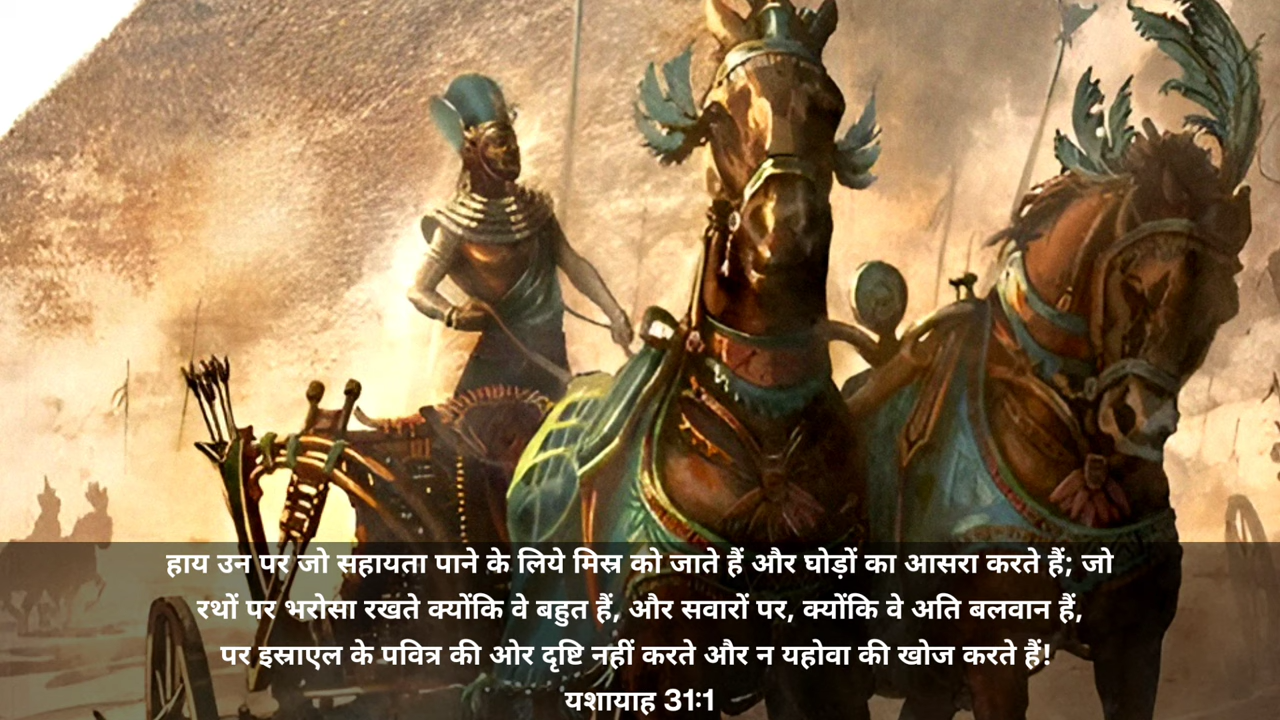 हाय उन पर जो सहायता पाने के लिये मिस्र को जाते हैं और घोड़ों का आसरा करते हैं; जो
रथों पर भरोसा रखते क्योंकि वे बहुत हैं, और सवारों पर, क्योंकि वे अति बलवान हैं,
पर इस्राएल के पवित्र की ओर दृष्टि नहीं करते और न यहोवा की खोज करते हैं!
यशायाह 31:1